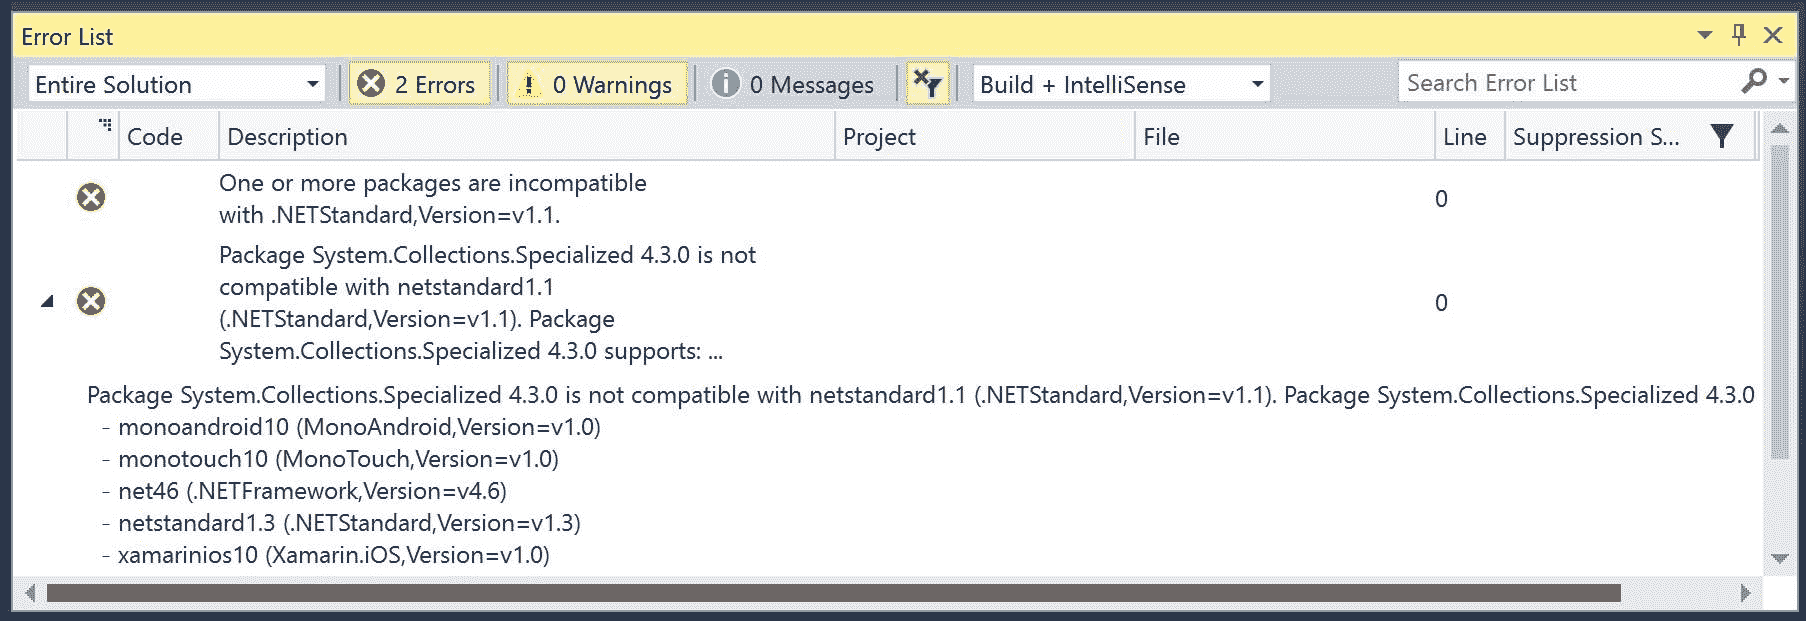 Error List
Entire Solution 2 Errors 0 Warnings 0 Messages Build + IntelliSense Search Error List
Code Description Project File Line Suppression S...
One or more packages are incompatible
with .NETStandard,Version=v1.1.
0
Package System.Collections.Specialized 4.3.0 is not
compatible with netstandard1.1
(.NETStandard,Version=v1.1). Package
System.Collections.Specialized 4.3.0 supports: ...
0
Package System.Collections.Specialized 4.3.0 is not compatible with netstandard1.1 (.NETStandard,Version=v1.1). Package System.Collections.Specialized 4.3.0
- monoandroid10 (MonoAndroid,Version=v1.0)
- monotouch10 (MonoTouch,Version=v1.0)
- net46 (.NETFramework,Version=v4.6)
- netstandard1.3 (.NETStandard,Version=v1.3)
- xamarinios10 (Xamarin.iOS,Version=v1.0)